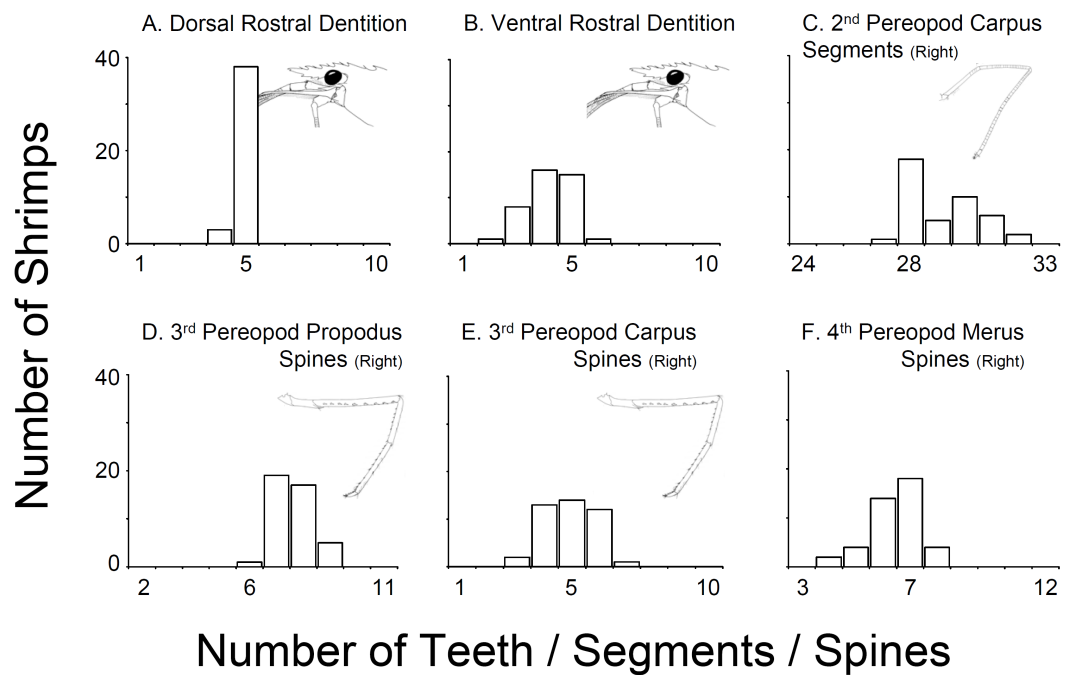 A. Dorsal Rostral Dentition
B. Ventral Rostral Dentition
C. 2nd Pereopod Carpus
Segments (Right)
40
20
0
1 5 10
1 5 10
24 28 33
D. 3rd Pereopod Propodus
Spines (Right)
E. 3rd Pereopod Carpus
Spines (Right)
F. 4th Pereopod Merus
Spines (Right)
40
20
0
2 6 11
1 5 10
3 7 12
Number of Shrimps
Number of Teeth / Segments / Spines